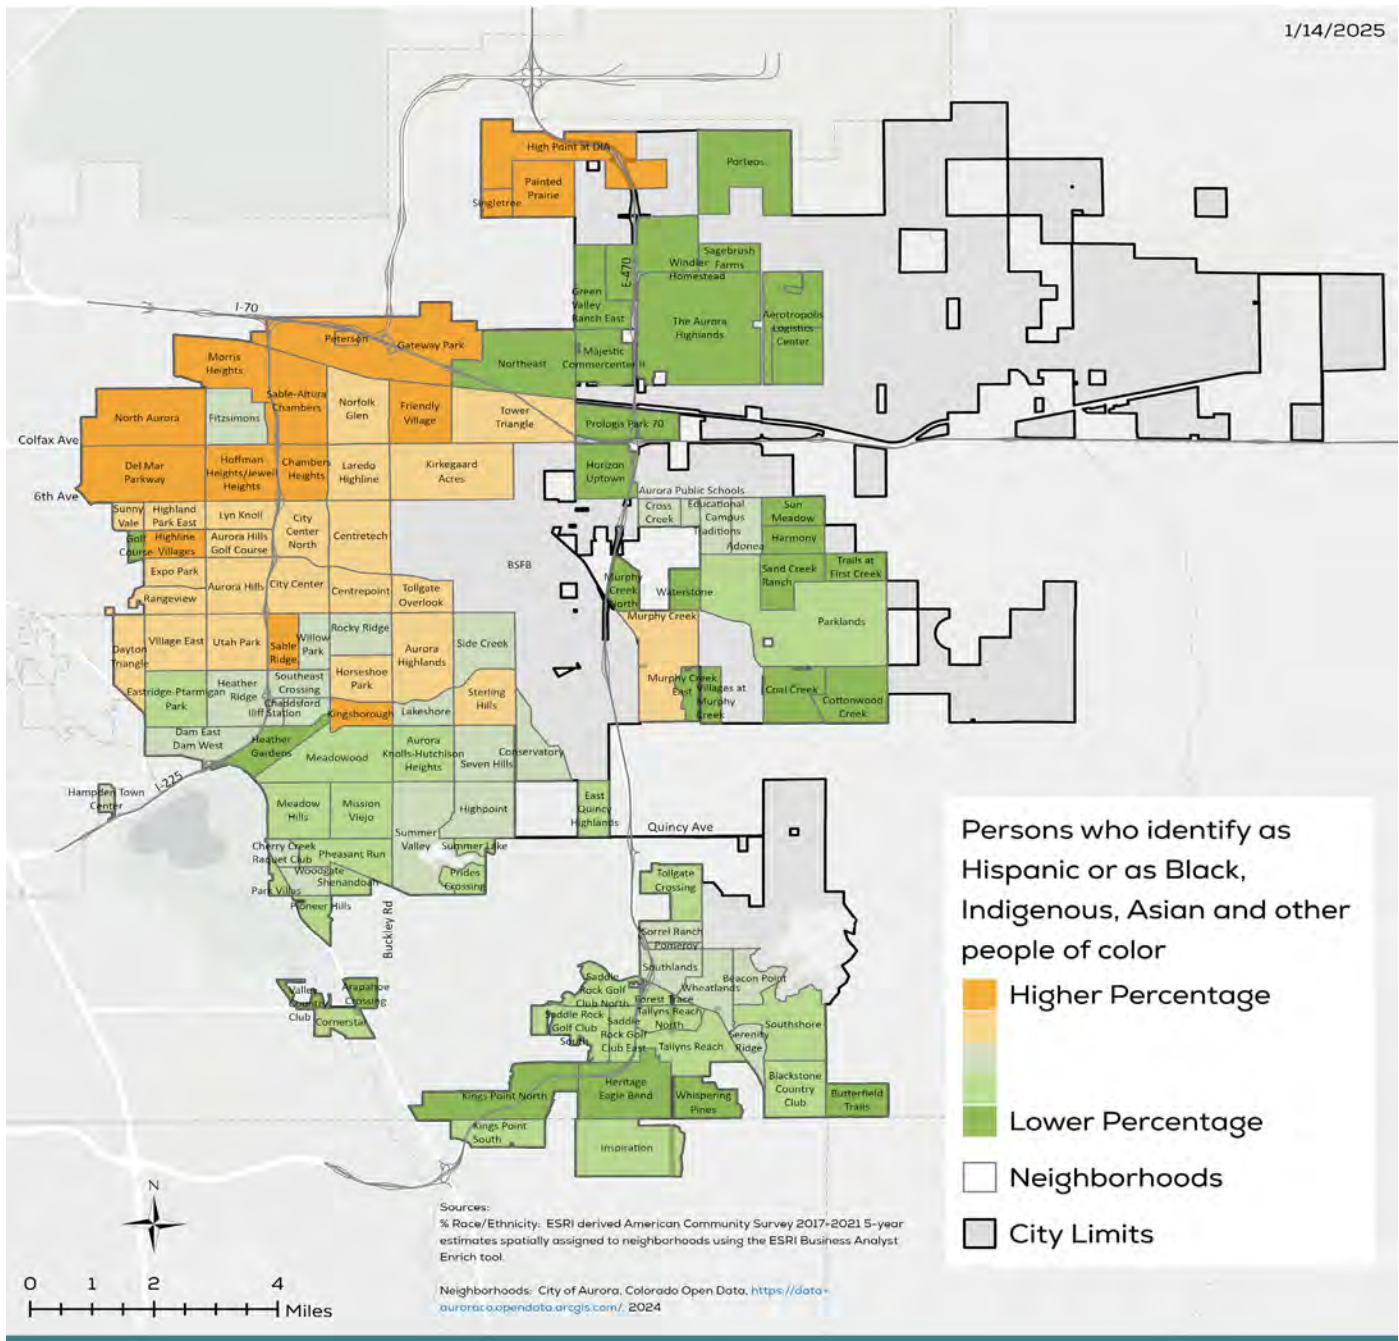 1/14/2025
High Point at DIA
Porteos
Painted
Prairie
Singletree
Sagebrush
Farms
Windler
Homestead
E-470
Green
Valley
Ranch East
I-70
The Aurora
Highlands
Aerotropolis
Logistics
Center
Peterson
Gateway Park
Morris
Heights
Northeast
Majestic
Commercenter II
Sable-Altura
Chambers
Norfolk
Glen
Friendly
Village
Tower
Triangle
North Aurora
Fitzsimons
Prologis Park 70
Colfax Ave
Del Mar
Parkway
Hoffman
Heights/Jewell
Heights
Chambers
Heights
Laredo
Highline
Kirkegaard
Acres
Horizon
Uptown
6th Ave
Aurora Public Schools
Educational
Campus
Cross
Creek
Traditions
Sun
Meadow
Sunny
Vale
Highland
Park East
Lyn Knoll
City
Center
North
Centretech
Golf
Course
Highline
Villages
Aurora Hills
Golf Course
Adonea
Harmony
BSFB
Expo Park
Aurora Hills
City Center
Centrepoint
Tollgate
Overlook
Murphy
Creek
North
Waterstone
Sand Creek
Ranch
Trails at
First Creek
Rangeview
Murphy Creek
Parklands
Dayton
Triangle
Village East
Utah Park
Sable
Ridge
Willow
Park
Rocky Ridge
Aurora
Highlands
Side Creek
Horseshoe
Park
Eastridge-Ptarmigan
Park
Heather
Ridge
Southeast
Crossing
Chaddsford
Iliff Station
Kingsborough
Lakeshore
Sterling
Hills
Murphy Creek
East
Villages at
Murphy
Creek
Coal Creek
Cottonwood
Creek
Dam East
Dam West
Heather
Gardens
Meadowood
Aurora
Knolls-Hutchison
Heights
Seven Hills
Conservatory
I-225
Hampden Town
Center
Meadow
Hills
Mission
Viejo
Summer
Valley
Highpoint
East
Quincy
Highlands
Quincy Ave
Cherry Creek
Raquet Club
Pheasant Run
Summer Lake
Woodgate
Shenandoah
Prides
Crossing
Park Villas
Pioneer Hills
Buckley Rd
Tollgate
Crossing
Sorrel Ranch
Pomeroy
Southlands
Wheatlands
Beacon Point
Valley
Country
Club
Arapahoe
Crossing
Cornerstar
Saddle
Rock Golf
Club North
Forest Trace
Saddle Rock
Golf Club
South
Saddle
Rock Golf
Club East
Tallyns Reach
North
Tallyns Reach
Serenity
Ridge
Southshore
Blackstone
Country
Club
Butterfield
Trails
Kings Point North
Heritage
Eagle Bend
Whispering
Pines
Kings Point
South
Inspiration
Persons who identify as
Hispanic or as Black,
Indigenous, Asian and other
people of color
Higher Percentage
Lower Percentage
Neighborhoods
City Limits
N
0 1 2 4
Miles
Sources:
% Race/Ethnicity: ESRI derived American Community Survey 2017-2021 5-year
estimates spatially assigned to neighborhoods using the ESRI Business Analyst
Enrich tool.
Neighborhoods: City of Aurora, Colorado Open Data, https://data-
auroraco.opendata.arcgis.com/, 2024